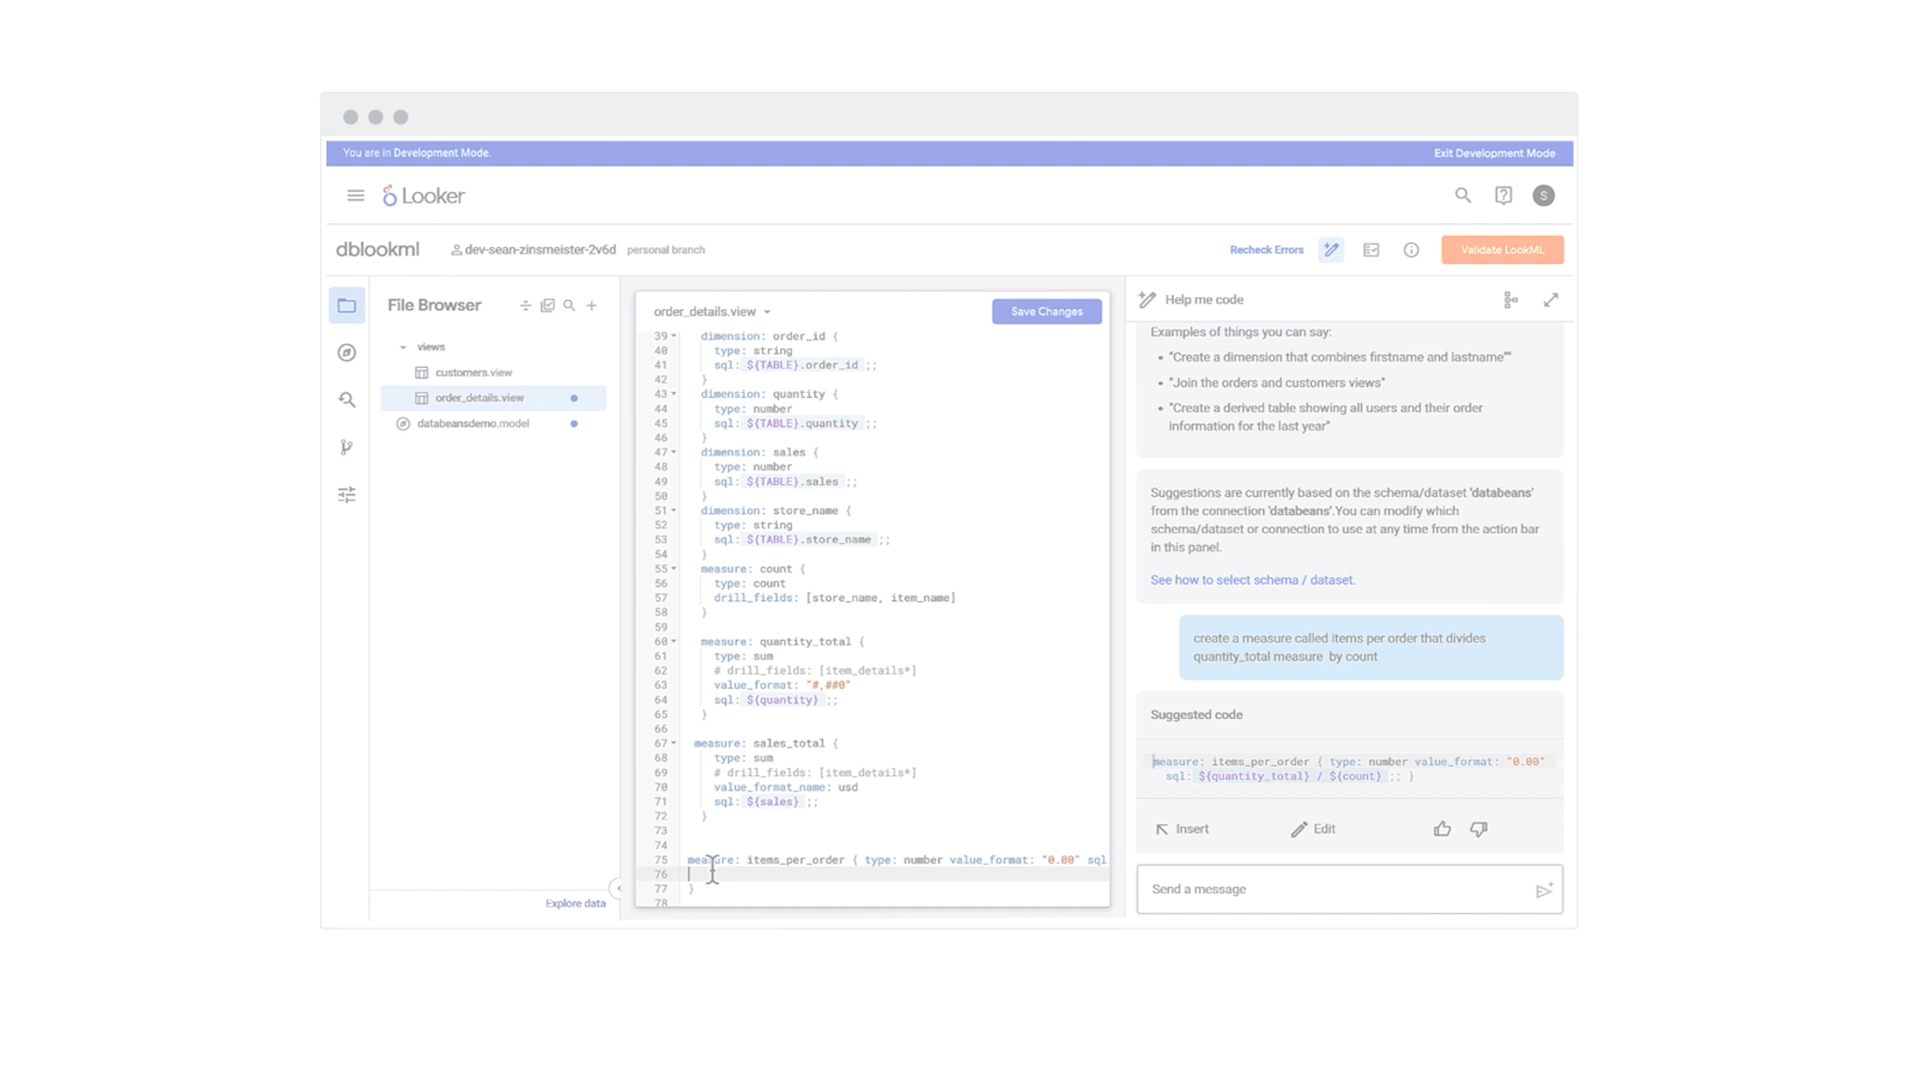 You are in Development Mode.
Exit Development Mode
Looker
S
dblookml
dev-sean-zinsmeister-2v6d personal branch
Recheck Errors
Validate LookML
File Browser
views
customers.view
order_details.view
databeansdemo.model
Explore data
order_details.view
Save Changes
39 dimension: order_id {
40 type: string
41 sql: ${TABLE}.order_id ;;
42 }
43 dimension: quantity {
44 type: number
45 sql: ${TABLE}.quantity ;;
46 }
47 dimension: sales {
48 type: number
49 sql: ${TABLE}.sales ;;
50 }
51 dimension: store_name {
52 type: string
53 sql: ${TABLE}.store_name ;;
54 }
55 measure: count {
56 type: count
57 drill_fields: [store_name, item_name]
58 }
59
60 measure: quantity_total {
61 type: sum
62 # drill_fields: [item_details*]
63 value_format: "#,##0"
64 sql: ${quantity} ;;
65 }
66
67 measure: sales_total {
68 type: sum
69 # drill_fields: [item_details*]
70 value_format_name: usd
71 sql: ${sales} ;;
72 }
73
74
75 measure: items_per_order { type: number value_format: "0.00" sql
76
77 }
78
Help me code
Examples of things you can say:
• "Create a dimension that combines firstname and lastname""
• "Join the orders and customers views"
• "Create a derived table showing all users and their order
information for the last year"
Suggestions are currently based on the schema/dataset 'databeans'
from the connection 'databeans'.You can modify which
schema/dataset or connection to use at any time from the action bar
in this panel.
See how to select schema / dataset.
create a measure called items per order that divides
quantity_total measure by count
Suggested code
measure: items_per_order { type: number value_format: "0.00"
sql: ${quantity_total} / ${count} ;; }
Insert
Edit
Send a message